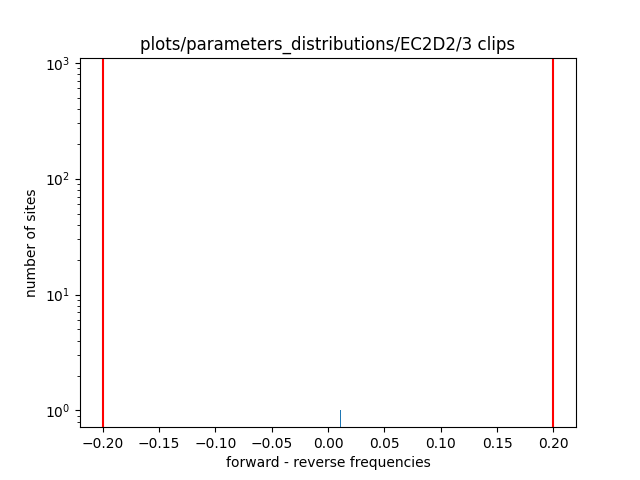 plots/parameters_distributions/EC2D2/3 clips
number of sites
10³
10²
10¹
10⁰
−0.20 −0.15 −0.10 −0.05 0.00 0.05 0.10 0.15 0.20
forward - reverse frequencies